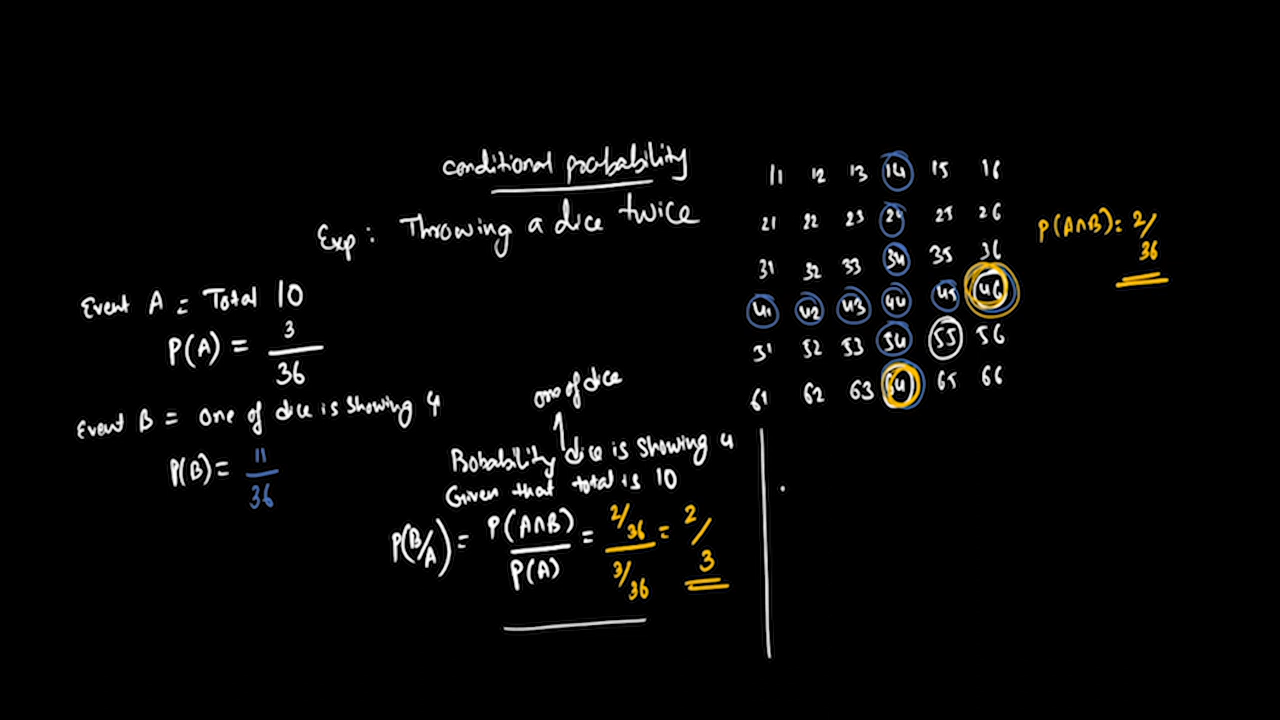 conditional probability
Exp : Throwing a dice twice
Event A = Total 10
P(A) = 3/36
Event B = one of dice is showing 4
P(B) = 11/36
one of dice
Probability dice is showing 4
Given that total is 10
P(B/A) = P(A∩B)/P(A) = 2/36 / 3/36 = 2/3
11 12 13 14 15 16
21 22 23 24 25 26
31 32 33 34 35 36
41 42 43 44 45 46
51 52 53 54 55 56
61 62 63 64 65 66
P(A∩B) = 2/36